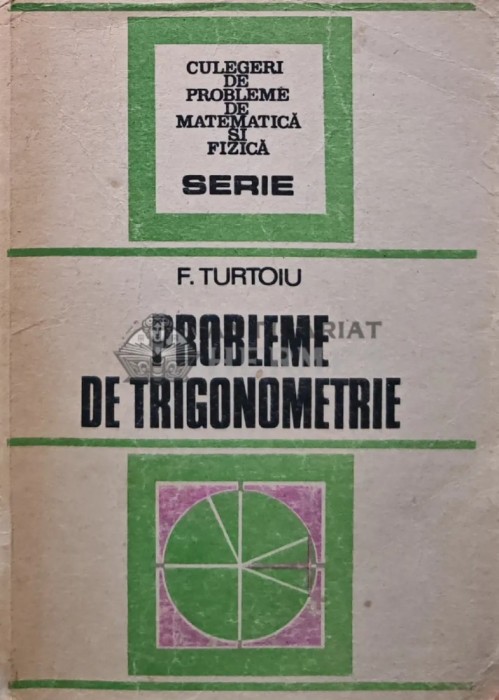 CULEGERI
DE
PROBLEME
DE
MATEMATICĂ
ȘI
FIZICĂ
SERIE
F. TURTOIU
PROBLEME
DE TRIGONOMETRIE